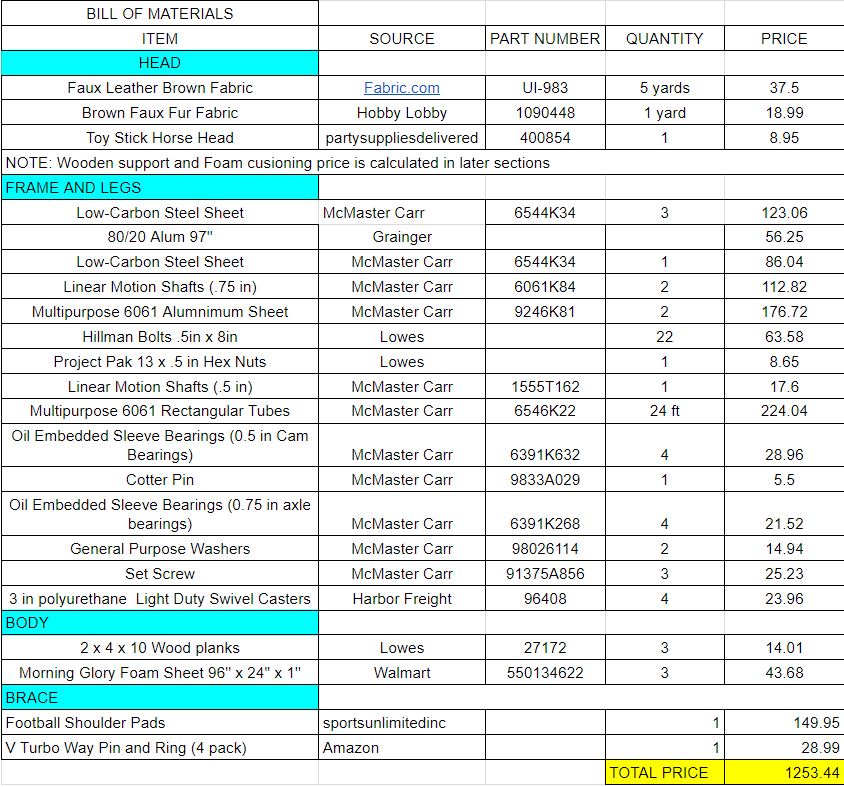 BILL OF MATERIALS
ITEM SOURCE PART NUMBER QUANTITY PRICE
HEAD
Faux Leather Brown Fabric Fabric.com UI-983 5 yards 37.5
Brown Faux Fur Fabric Hobby Lobby 1090448 1 yard 18.99
Toy Stick Horse Head partysuppliesdelivered 400854 1 8.95
NOTE: Wooden support and Foam cusioning price is calculated in later sections
FRAME AND LEGS
Low-Carbon Steel Sheet McMaster Carr 6544K34 3 123.06
80/20 Alum 97" Grainger 56.25
Low-Carbon Steel Sheet McMaster Carr 6544K34 1 86.04
Linear Motion Shafts (.75 in) McMaster Carr 6061K84 2 112.82
Multipurpose 6061 Alumnimum Sheet McMaster Carr 9246K81 2 176.72
Hillman Bolts .5in x 8in Lowes 22 63.58
Project Pak 13 x .5 in Hex Nuts Lowes 1 8.65
Linear Motion Shafts (.5 in) McMaster Carr 1555T162 1 17.6
Multipurpose 6061 Rectangular Tubes McMaster Carr 6546K22 24 ft 224.04
Oil Embedded Sleeve Bearings (0.5 in Cam
Bearings) McMaster Carr 6391K632 4 28.96
Cotter Pin McMaster Carr 9833A029 1 5.5
Oil Embedded Sleeve Bearings (0.75 in axle
bearings) McMaster Carr 6391K268 4 21.52
General Purpose Washers McMaster Carr 98026114 2 14.94
Set Screw McMaster Carr 91375A856 3 25.23
3 in polyurethane Light Duty Swivel Casters Harbor Freight 96408 4 23.96
BODY
2 x 4 x 10 Wood planks Lowes 27172 3 14.01
Morning Glory Foam Sheet 96" x 24" x 1" Walmart 550134622 3 43.68
BRACE
Football Shoulder Pads sportsunlimitedinc 1 149.95
V Turbo Way Pin and Ring (4 pack) Amazon 1 28.99
TOTAL PRICE 1253.44